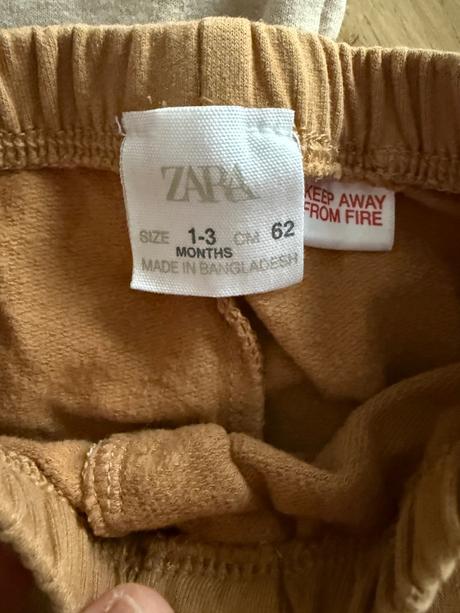 ZARA
SIZE 1-3 CM 62
MONTHS
MADE IN BANGLADESH
KEEP AWAY
FROM FIRE